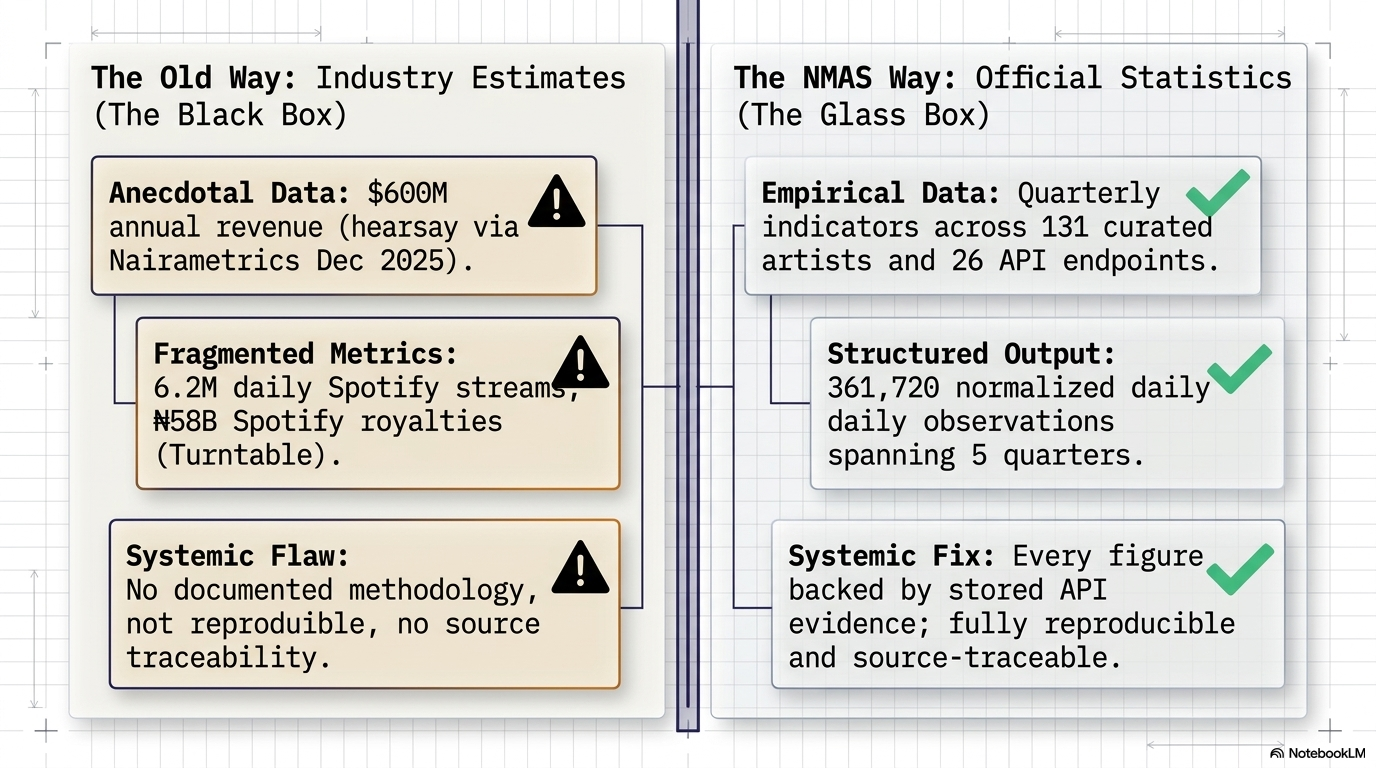 The Old Way: Industry Estimates
(The Black Box)
Anecdotal Data: $600M
annual revenue (hearsay via
Nairametrics Dec 2025).
Fragmented Metrics:
6.2M daily Spotify streams,
₦58B Spotify royalties
(Turntable).
Systemic Flaw:
No documented methodology,
not reproduible, no source
traceability.
The NMAS Way: Official Statistics
(The Glass Box)
Empirical Data: Quarterly
indicators across 131 curated
artists and 26 API endpoints.
Structured Output:
361,720 normalized daily
daily observations
spanning 5 quarters.
Systemic Fix: Every figure
backed by stored API
evidence; fully reproducible
and source-traceable.
NotebookLM